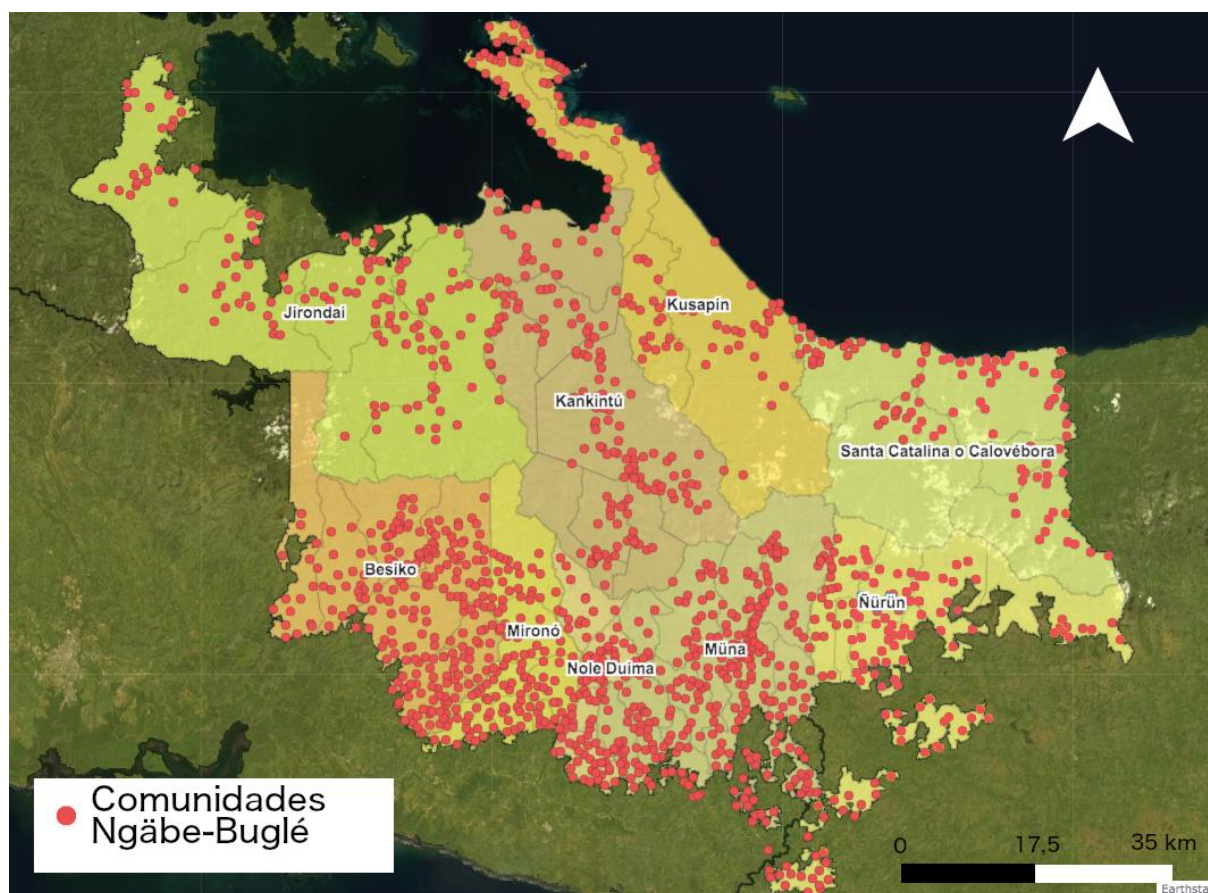 Jirondai
Kusapín
Kankintú
Santa Catalina o Calovébora
Besiko
Ñürün
Mironó
Müna
Nole Duima
Comunidades
Ngäbe-Buglé
0 17,5 35 km
Earthsta